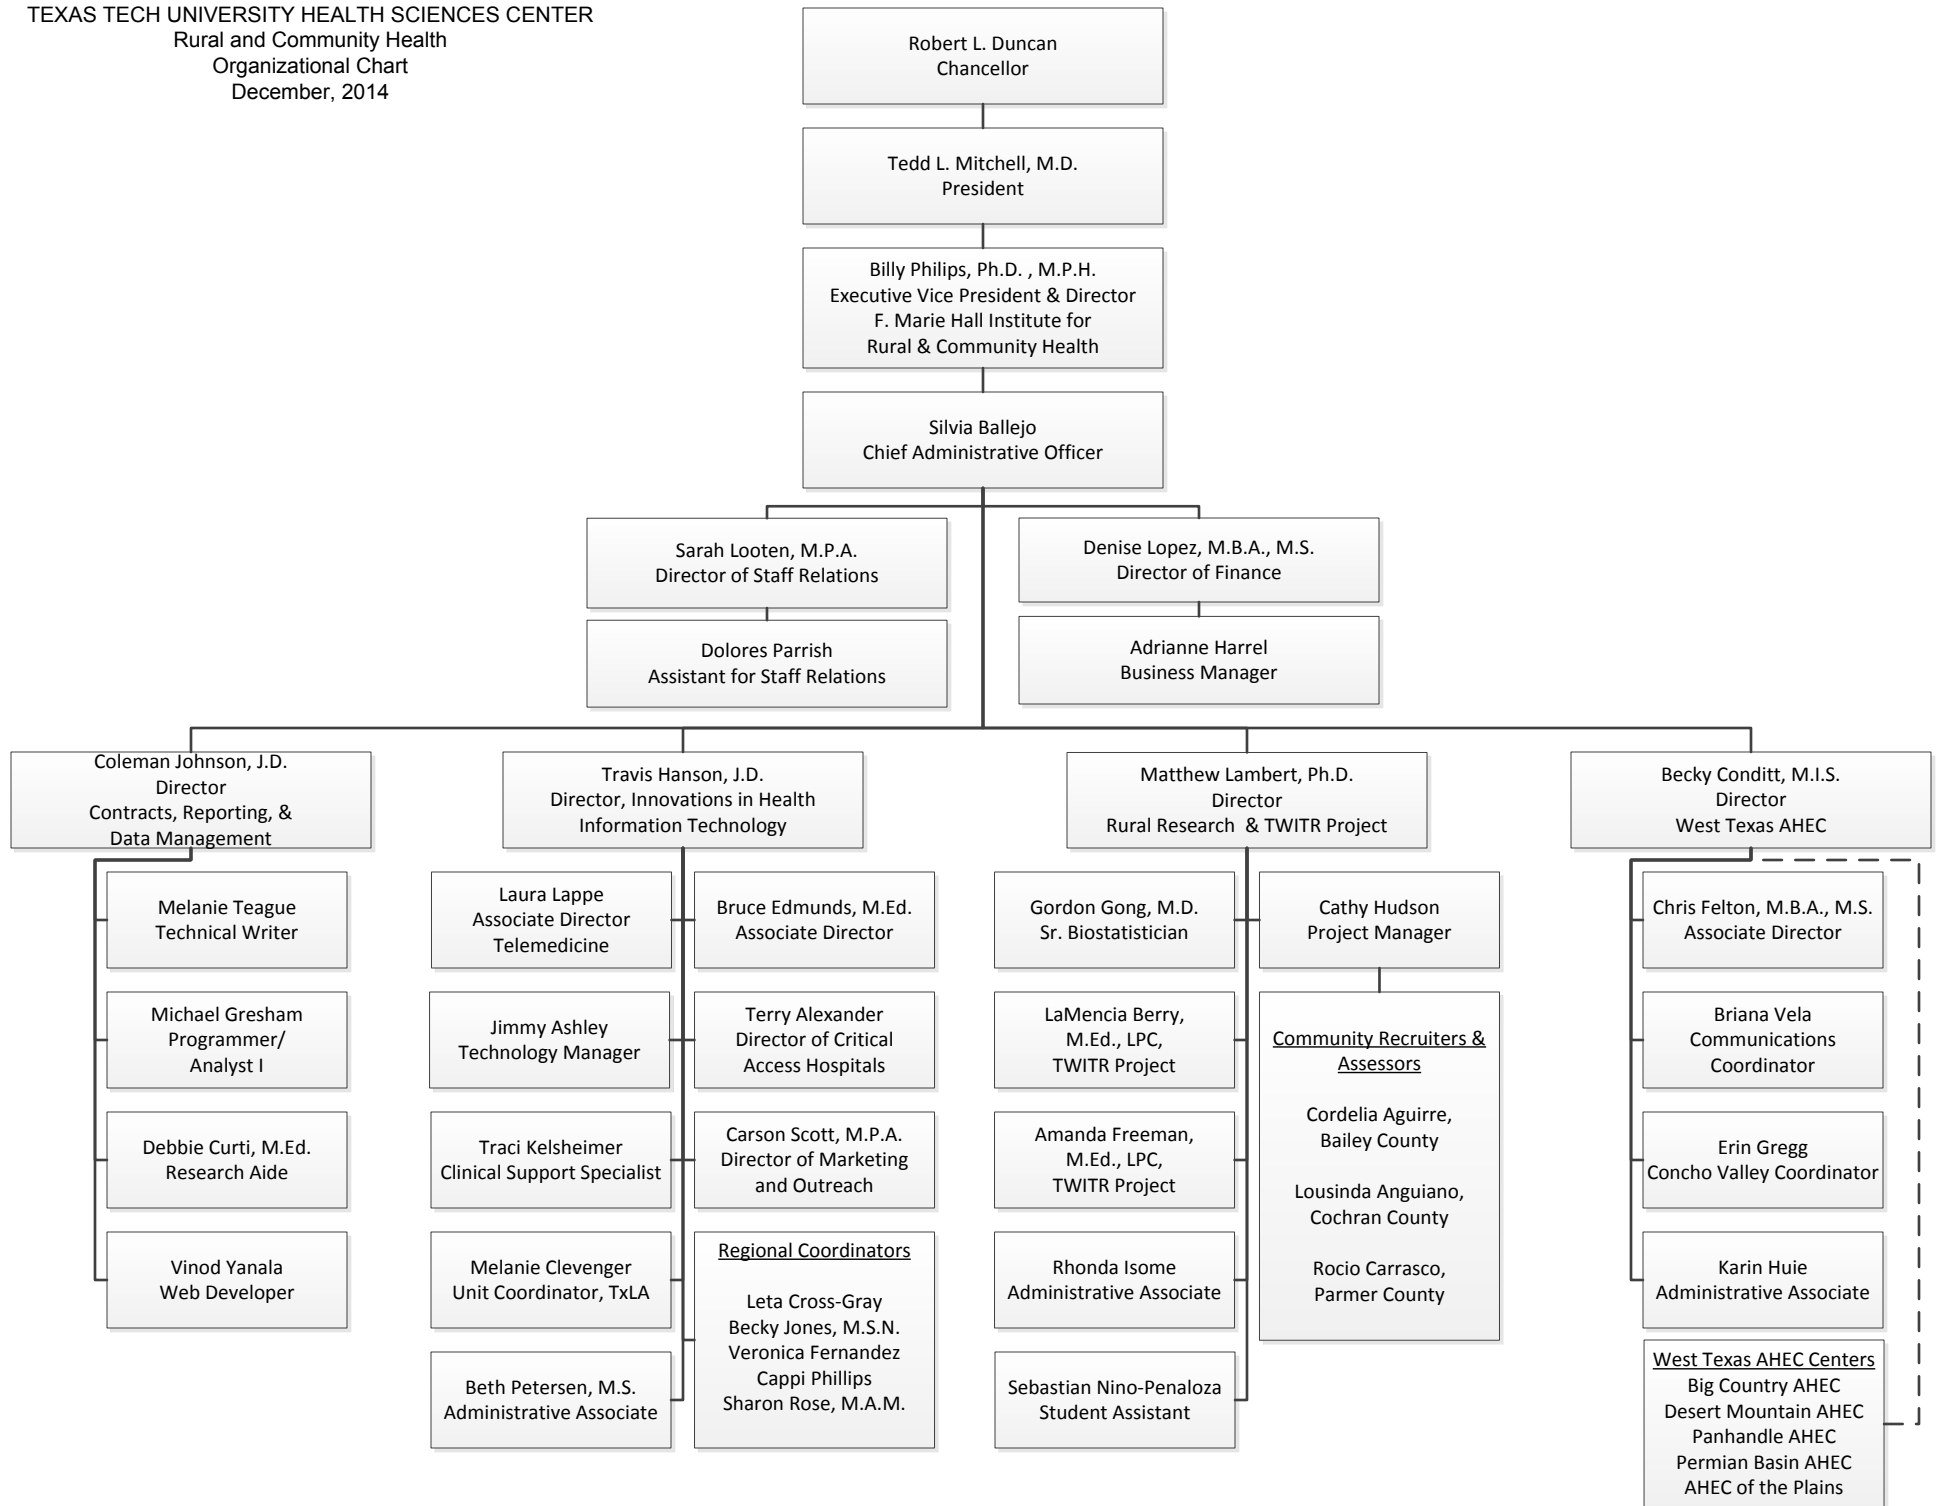 TEXAS TECH UNIVERSITY HEALTH SCIENCES CENTER
Rural and Community Health
Organizational Chart
December, 2014
Robert L. Duncan
Chancellor
Tedd L. Mitchell, M.D.
President
Billy Philips, Ph.D. , M.P.H.
Executive Vice President & Director
F. Marie Hall Institute for
Rural & Community Health
Silvia Ballejo
Chief Administrative Officer
Sarah Looten, M.P.A.
Director of Staff Relations
Denise Lopez, M.B.A., M.S.
Director of Finance
Dolores Parrish
Assistant for Staff Relations
Adrianne Harrel
Business Manager
Coleman Johnson, J.D.
Director
Contracts, Reporting, &
Data Management
Melanie Teague
Technical Writer
Michael Gresham
Programmer/
Analyst I
Debbie Curti, M.Ed.
Research Aide
Vinod Yanala
Web Developer
Travis Hanson, J.D.
Director, Innovations in Health
Information Technology
Laura Lappe
Associate Director
Telemedicine
Bruce Edmunds, M.Ed.
Associate Director
Jimmy Ashley
Technology Manager
Terry Alexander
Director of Critical
Access Hospitals
Traci Kelsheimer
Clinical Support Specialist
Carson Scott, M.P.A.
Director of Marketing
and Outreach
Melanie Clevenger
Unit Coordinator, TxLA
Regional Coordinators
Leta Cross-Gray
Becky Jones, M.S.N.
Veronica Fernandez
Cappi Phillips
Sharon Rose, M.A.M.
Beth Petersen, M.S.
Administrative Associate
Matthew Lambert, Ph.D.
Director
Rural Research  & TWITR Project
Gordon Gong, M.D.
Sr. Biostatistician
Cathy Hudson
Project Manager
LaMencia Berry,
M.Ed., LPC,
TWITR Project
Community Recruiters &
Assessors
Cordelia Aguirre,
Bailey County
Lousinda Anguiano,
Cochran County
Rocio Carrasco,
Parmer County
Amanda Freeman,
M.Ed., LPC,
TWITR Project
Rhonda Isome
Administrative Associate
Sebastian Nino-Penaloza
Student Assistant
Becky Conditt, M.I.S.
Director
West Texas AHEC
Chris Felton, M.B.A., M.S.
Associate Director
Briana Vela
Communications
Coordinator
Erin Gregg
Concho Valley Coordinator
Karin Huie
Administrative Associate
West Texas AHEC Centers
Big Country AHEC
Desert Mountain AHEC
Panhandle AHEC
Permian Basin AHEC
AHEC of the Plains